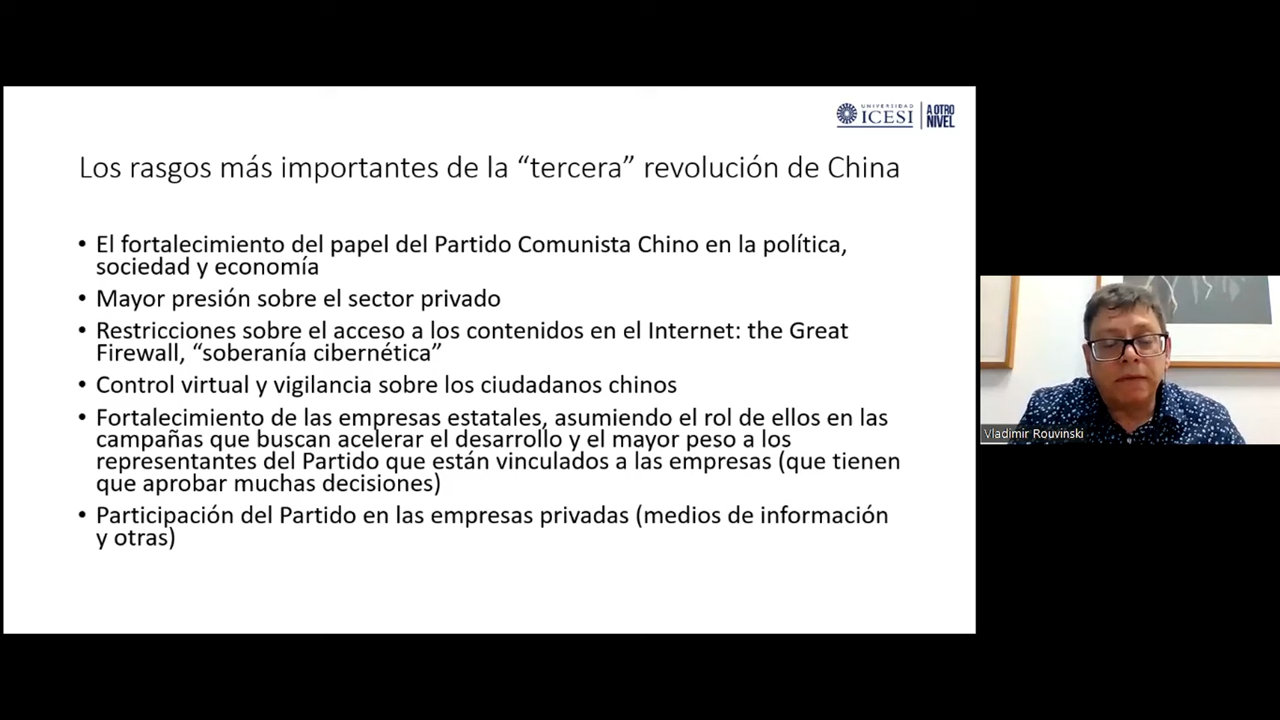 UNIVERSIDAD
ICESI
A OTRO
NIVEL
Los rasgos más importantes de la “tercera” revolución de China
• El fortalecimiento del papel del Partido Comunista Chino en la política,
sociedad y economía
• Mayor presión sobre el sector privado
• Restricciones sobre el acceso a los contenidos en el Internet: the Great
Firewall, “soberanía cibernética”
• Control virtual y vigilancia sobre los ciudadanos chinos
• Fortalecimiento de las empresas estatales, asumiendo el rol de ellos en las
campañas que buscan acelerar el desarrollo y el mayor peso a los
representantes del Partido que están vinculados a las empresas (que tienen
que aprobar muchas decisiones)
• Participación del Partido en las empresas privadas (medios de información
y otras)
Vladimir Rouvinski